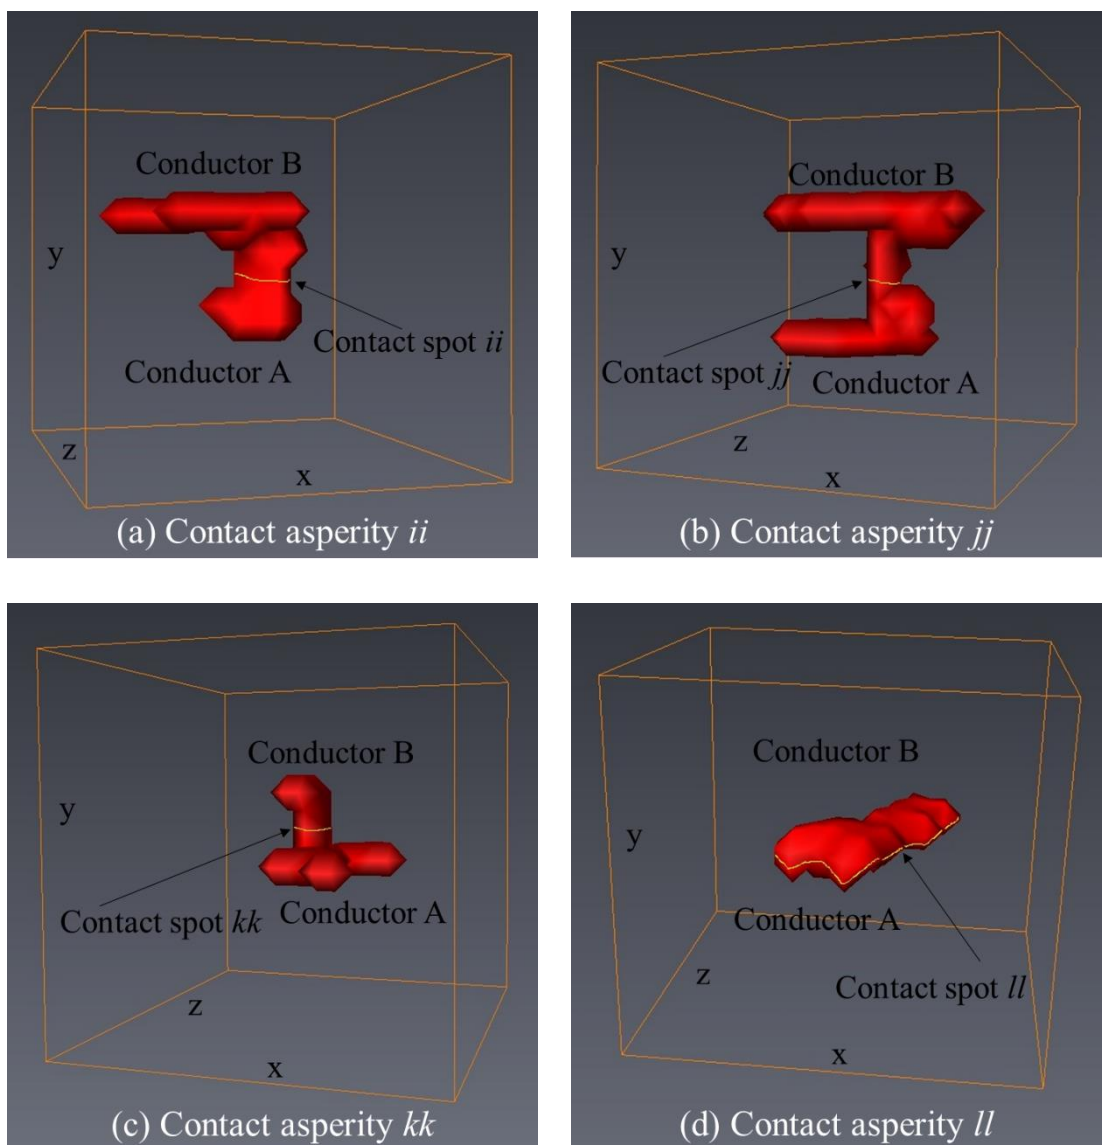 Conductor B
y
Contact spot ii
Conductor A
z
x
(a) Contact asperity ii
Conductor B
y
Contact spot jj
Conductor A
z
x
(b) Contact asperity jj
Conductor B
y
Contact spot kk
Conductor A
z
x
(c) Contact asperity kk
Conductor B
y
Conductor A
z
Contact spot ll
x
(d) Contact asperity ll